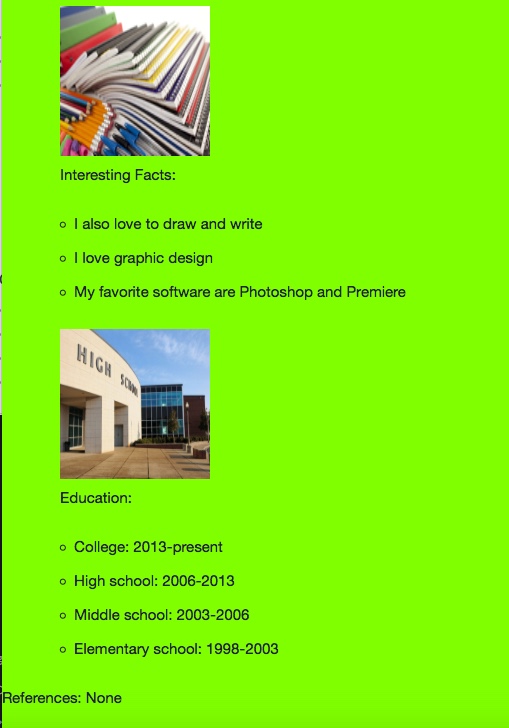 Interesting Facts:
I also love to draw and write
I love graphic design
My favorite software are Photoshop and Premiere
HIGH SCHOOL
Education:
College: 2013-present
High school: 2006-2013
Middle school: 2003-2006
Elementary school: 1998-2003
References: None